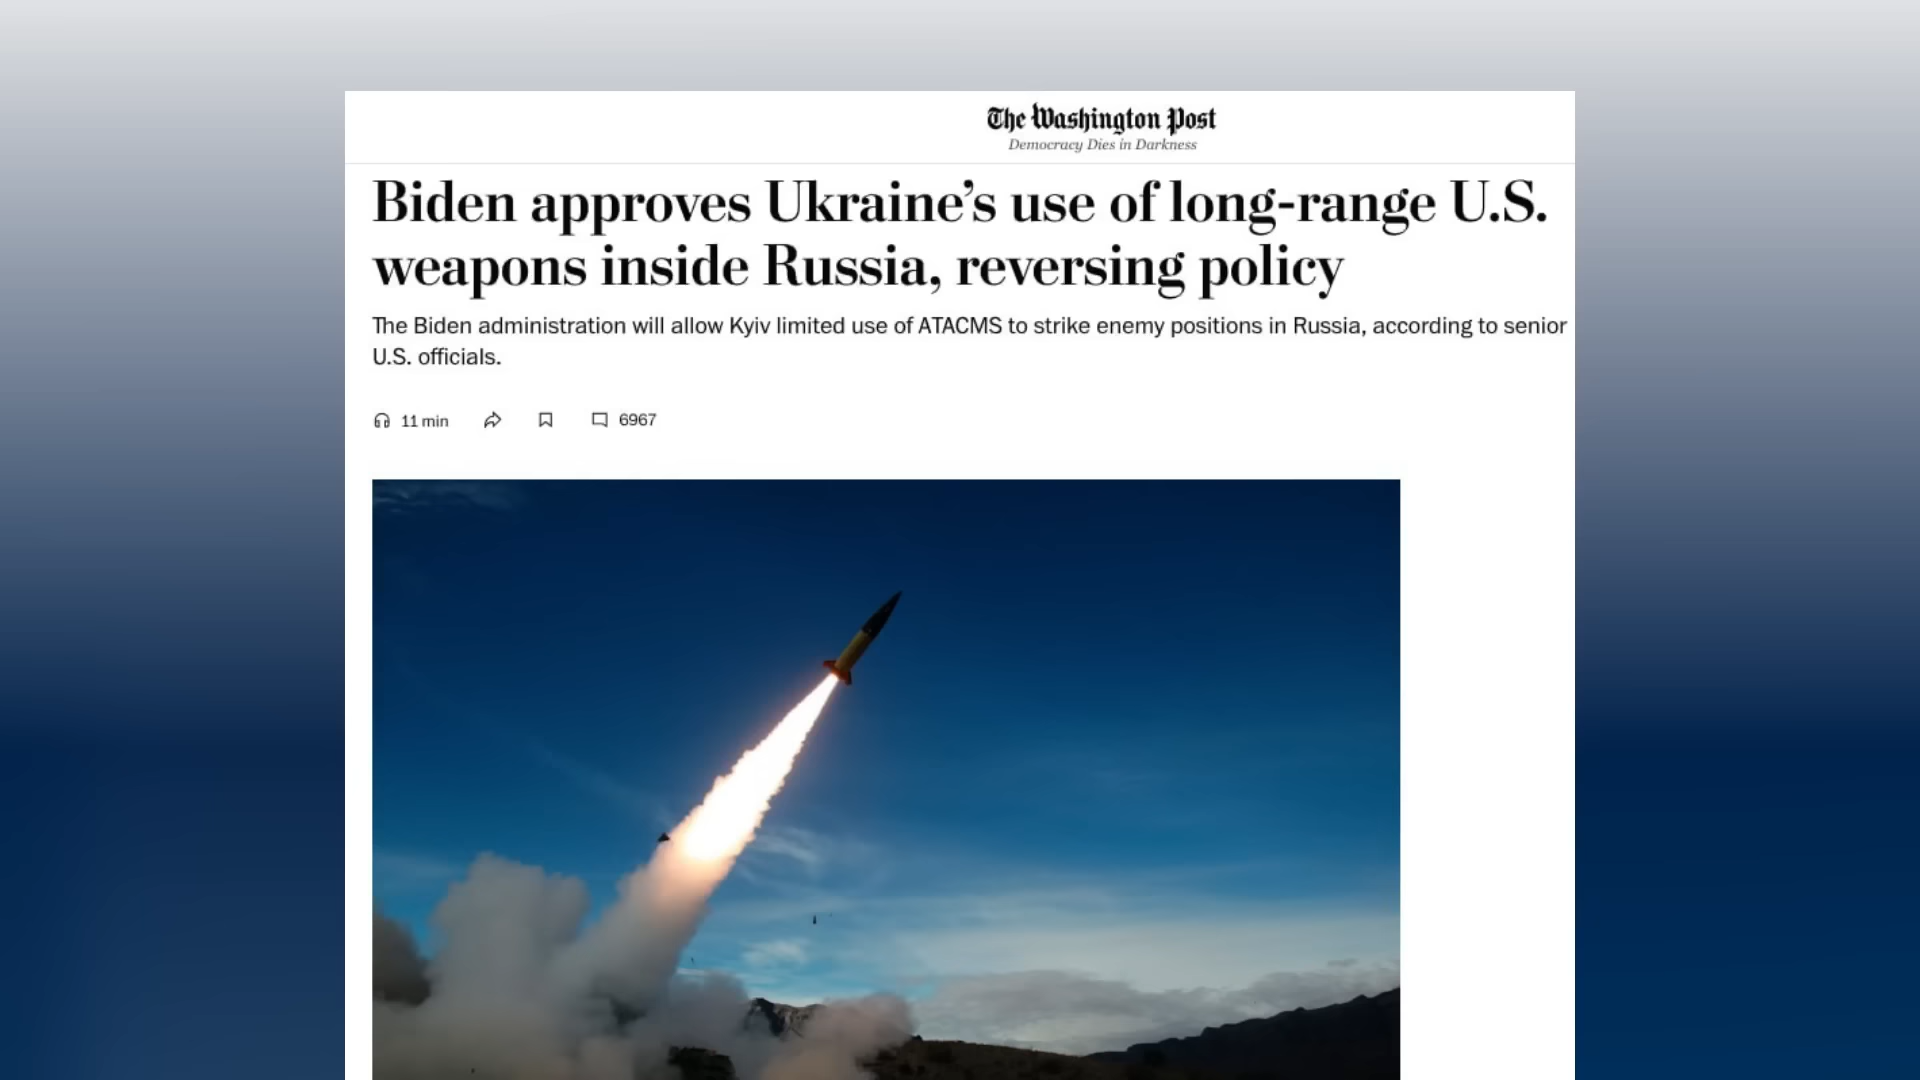 The Washington Post
Democracy Dies in Darkness
Biden approves Ukraine’s use of long-range U.S.
weapons inside Russia, reversing policy
The Biden administration will allow Kyiv limited use of ATACMS to strike enemy positions in Russia, according to senior
U.S. officials.
11 min 6967